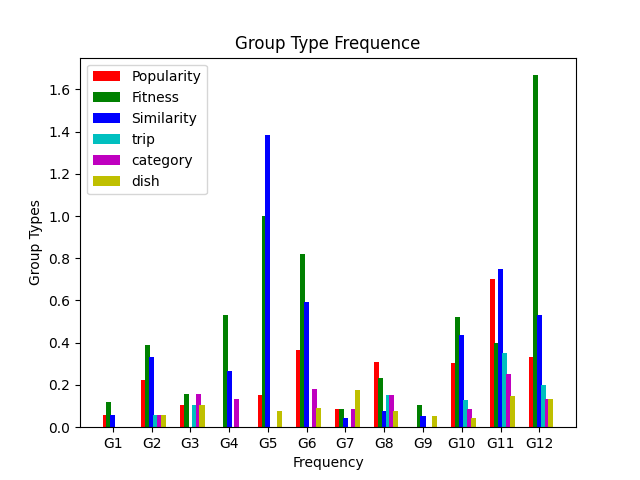 Group Type Frequence
Popularity
Fitness
Similarity
trip
category
dish
Group Types
1.6
1.4
1.2
1.0
0.8
0.6
0.4
0.2
0.0
G1 G2 G3 G4 G5 G6 G7 G8 G9 G10 G11 G12
Frequency